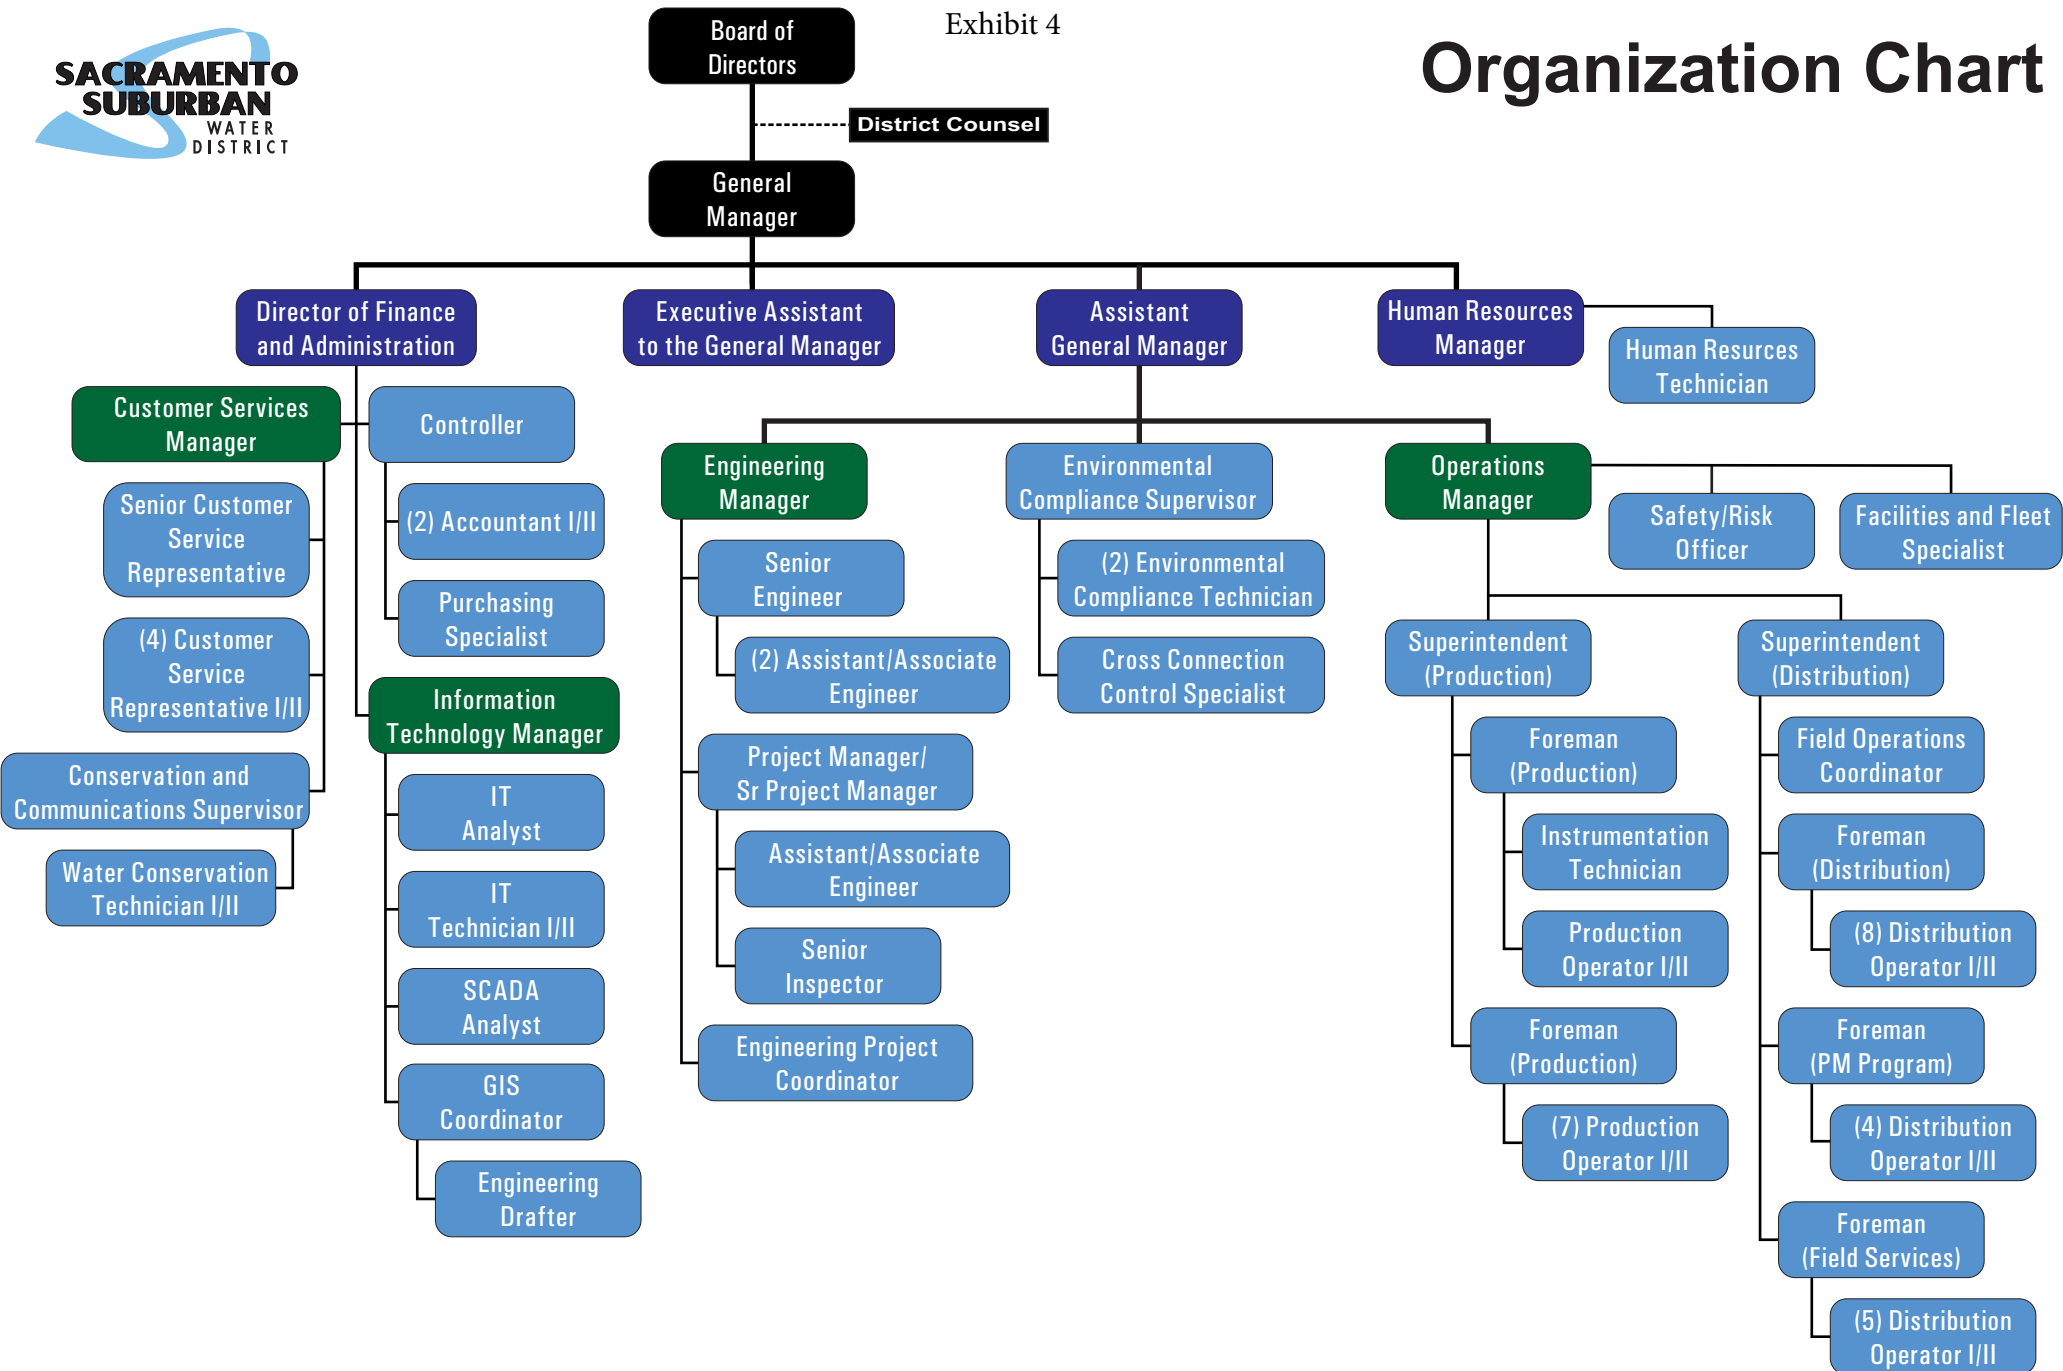 Exhibit 4
Organization Chart
SACRAMENTO
SUBURBAN
WATER
DISTRICT
Board of
Directors
District Counsel
General
Manager
Director of Finance
and Administration
Executive Assistant
to the General Manager
Assistant
General Manager
Human Resources
Manager
Human Resurces
Technician
Customer Services
Manager
Senior Customer
Service
Representative
(4) Customer
Service
Representative I/II
Conservation and
Communications Supervisor
Water Conservation
Technician I/II
Controller
(2) Accountant I/II
Purchasing
Specialist
Information
Technology Manager
IT
Analyst
IT
Technician I/II
SCADA
Analyst
GIS
Coordinator
Engineering
Drafter
Engineering
Manager
Senior
Engineer
(2) Assistant/Associate
Engineer
Project Manager/
Sr Project Manager
Assistant/Associate
Engineer
Senior
Inspector
Engineering Project
Coordinator
Environmental
Compliance Supervisor
(2) Environmental
Compliance Technician
Cross Connection
Control Specialist
Operations
Manager
Safety/Risk
Officer
Facilities and Fleet
Specialist
Superintendent
(Production)
Foreman
(Production)
Instrumentation
Technician
Production
Operator I/II
Foreman
(Production)
(7) Production
Operator I/II
Superintendent
(Distribution)
Field Operations
Coordinator
Foreman
(Distribution)
(8) Distribution
Operator I/II
Foreman
(PM Program)
(4) Distribution
Operator I/II
Foreman
(Field Services)
(5) Distribution
Operator I/II